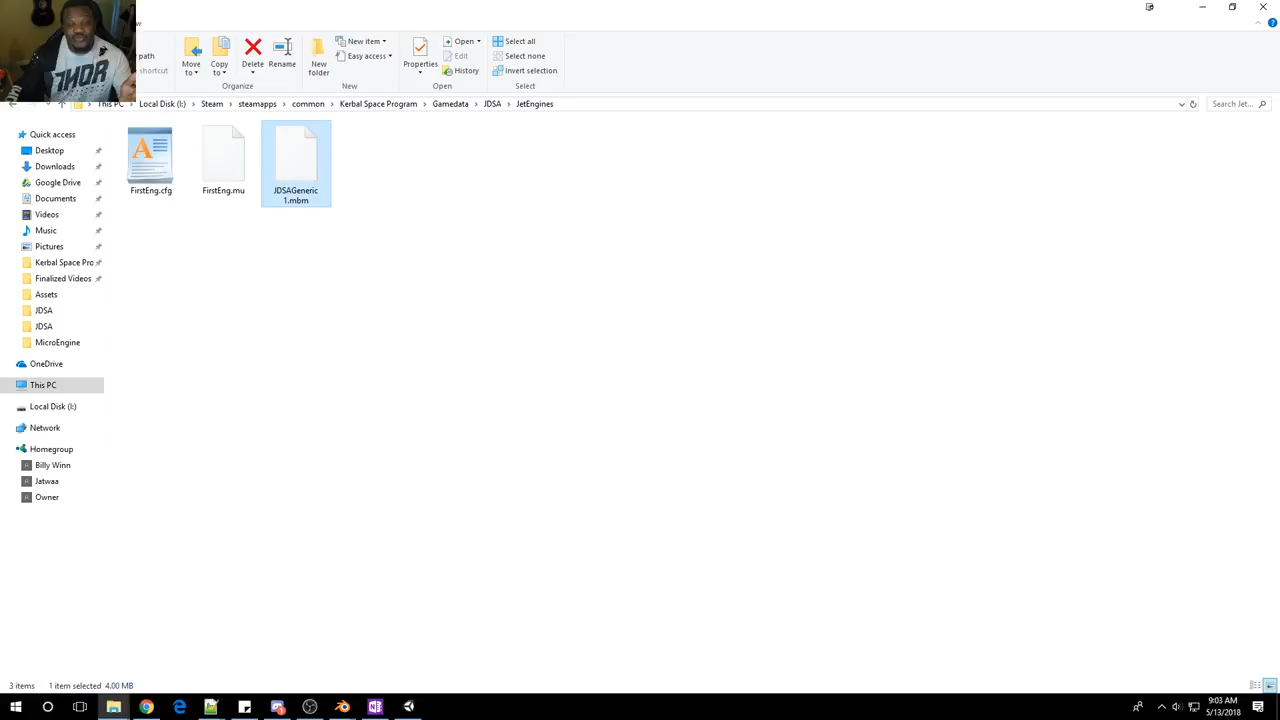 THOR
w
path
shortcut
Move to
Copy to
Delete
Rename
New folder
New item
Easy access
Properties
Open
Edit
History
Select all
Select none
Invert selection
Organize
New
Open
Select
This PC
Local Disk (I:)
Steam
steamapps
common
Kerbal Space Program
Gamedata
JDSA
JetEngines
Search Jet...
Quick access
Desktop
Downloads
Google Drive
Documents
Videos
Music
Pictures
Kerbal Space Pro
Finalized Videos
Assets
JDSA
JDSA
MicroEngine
OneDrive
This PC
Local Disk (I:)
Network
Homegroup
Billy Winn
Jatwaa
Owner
FirstEng.cfg
FirstEng.mu
JDSAGeneric
1.mbm
3 items
1 item selected 4.00 MB
9:03 AM
5/13/2018